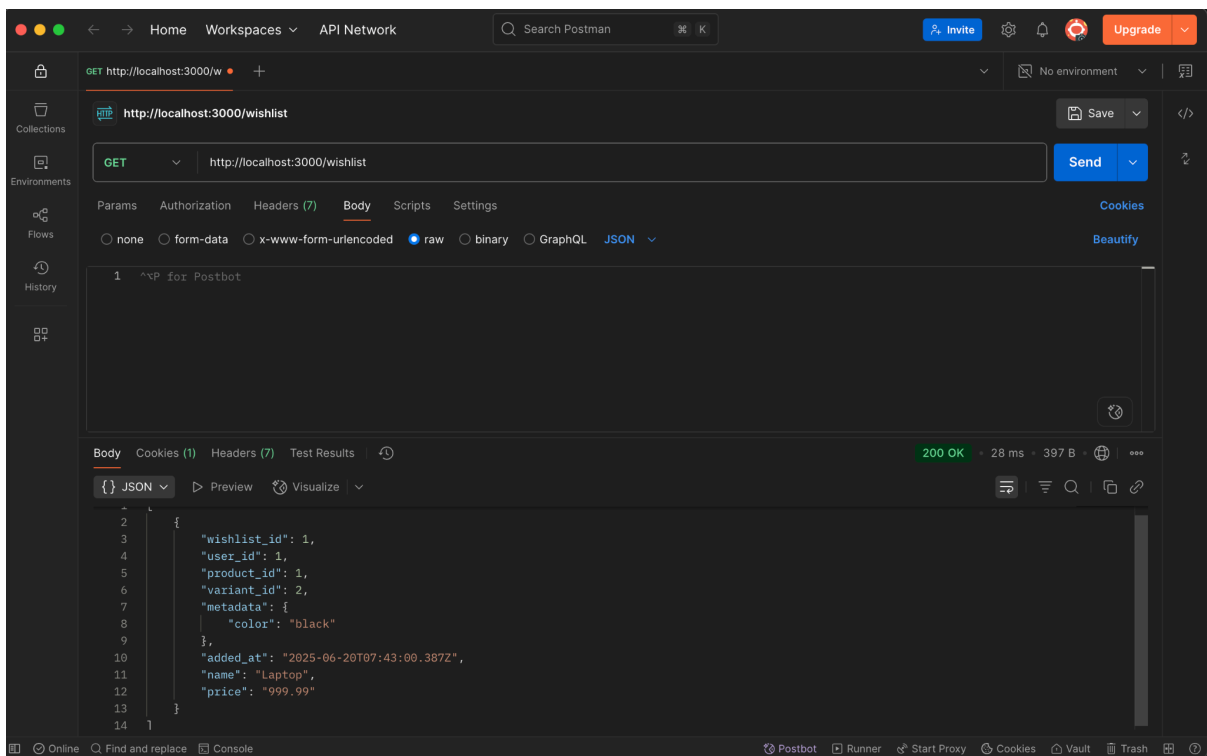 Home Workspaces API Network Search Postman ⌘ K Invite Upgrade
GET http://localhost:3000/w No environment
HTTP http://localhost:3000/wishlist Save
Collections
GET http://localhost:3000/wishlist Send
Environments
Params Authorization Headers (7) Body Scripts Settings Cookies
Flows
none form-data x-www-form-urlencoded raw binary GraphQL JSON Beautify
History
1 ^⌥P for Postbot
Body Cookies (1) Headers (7) Test Results 200 OK 28 ms 397 B
{} JSON Preview Visualize
1 [
2 {
3 "wishlist_id": 1,
4 "user_id": 1,
5 "product_id": 1,
6 "variant_id": 2,
7 "metadata": {
8 "color": "black"
9 },
10 "added_at": "2025-06-20T07:43:00.387Z",
11 "name": "Laptop",
12 "price": "999.99"
13 }
14 ]
Online Find and replace Console Postbot Runner Start Proxy Cookies Vault Trash